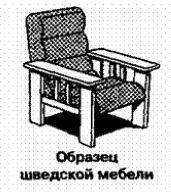 Образец
шведской мебели